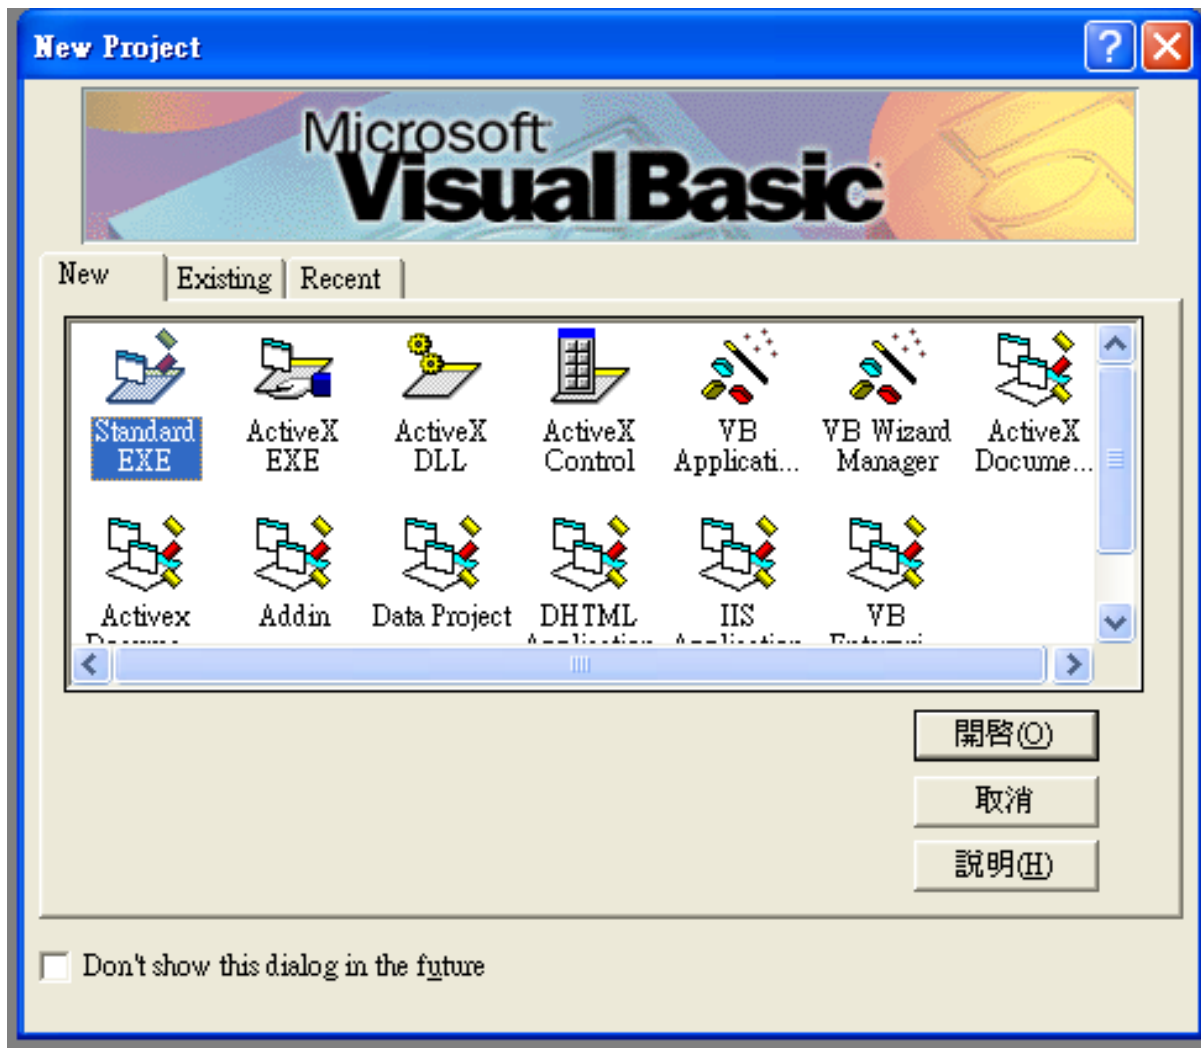 New Project
Microsoft
Visual Basic
New Existing Recent
Standard EXE
ActiveX EXE
ActiveX DLL
ActiveX Control
VB Applicati...
VB Wizard Manager
ActiveX Docume...
Activex
Addin
Data Project
DHTML
IIS
VB
開啓(O)
取消
說明(H)
Don't show this dialog in the future